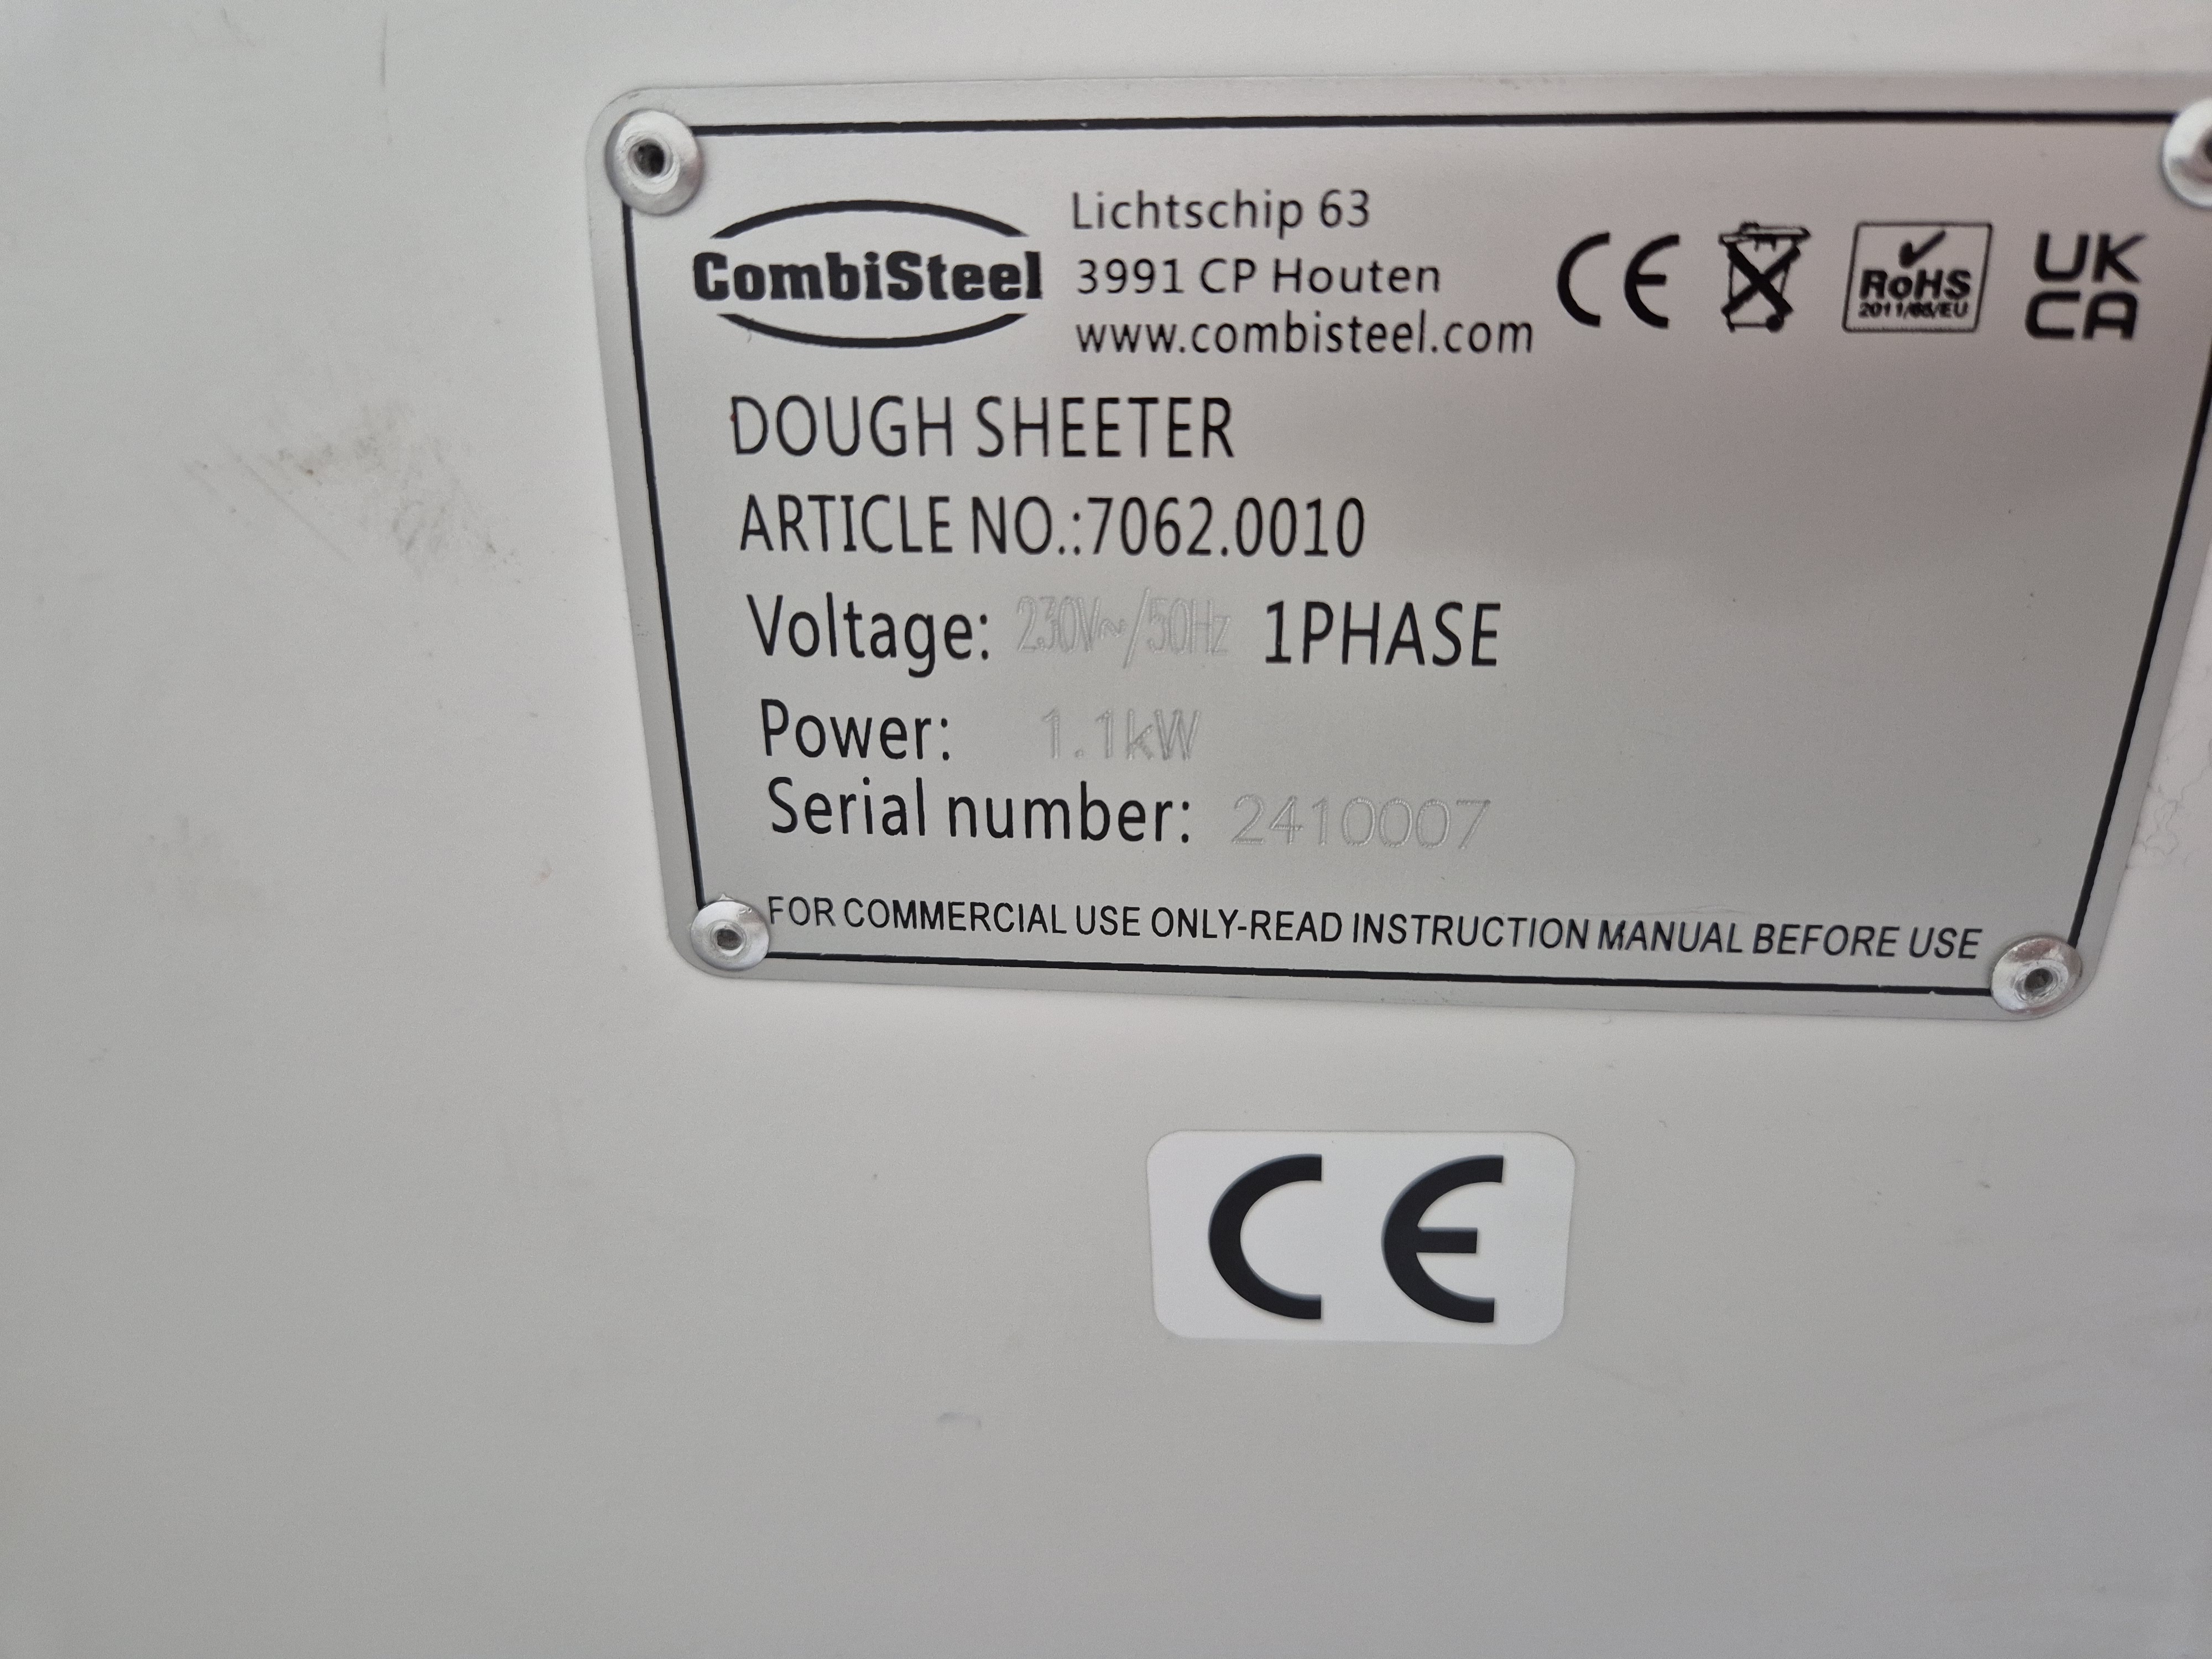 CombiSteel
Lichtschip 63
3991 CP Houten
www.combisteel.com
CE
RoHS
2011/65/EU
UK
CA
DOUGH SHEETER
ARTICLE NO.:7062.0010
Voltage: 230V~/50Hz 1PHASE
Power: 1.1kW
Serial number: 2410007
FOR COMMERCIAL USE ONLY-READ INSTRUCTION MANUAL BEFORE USE
CE